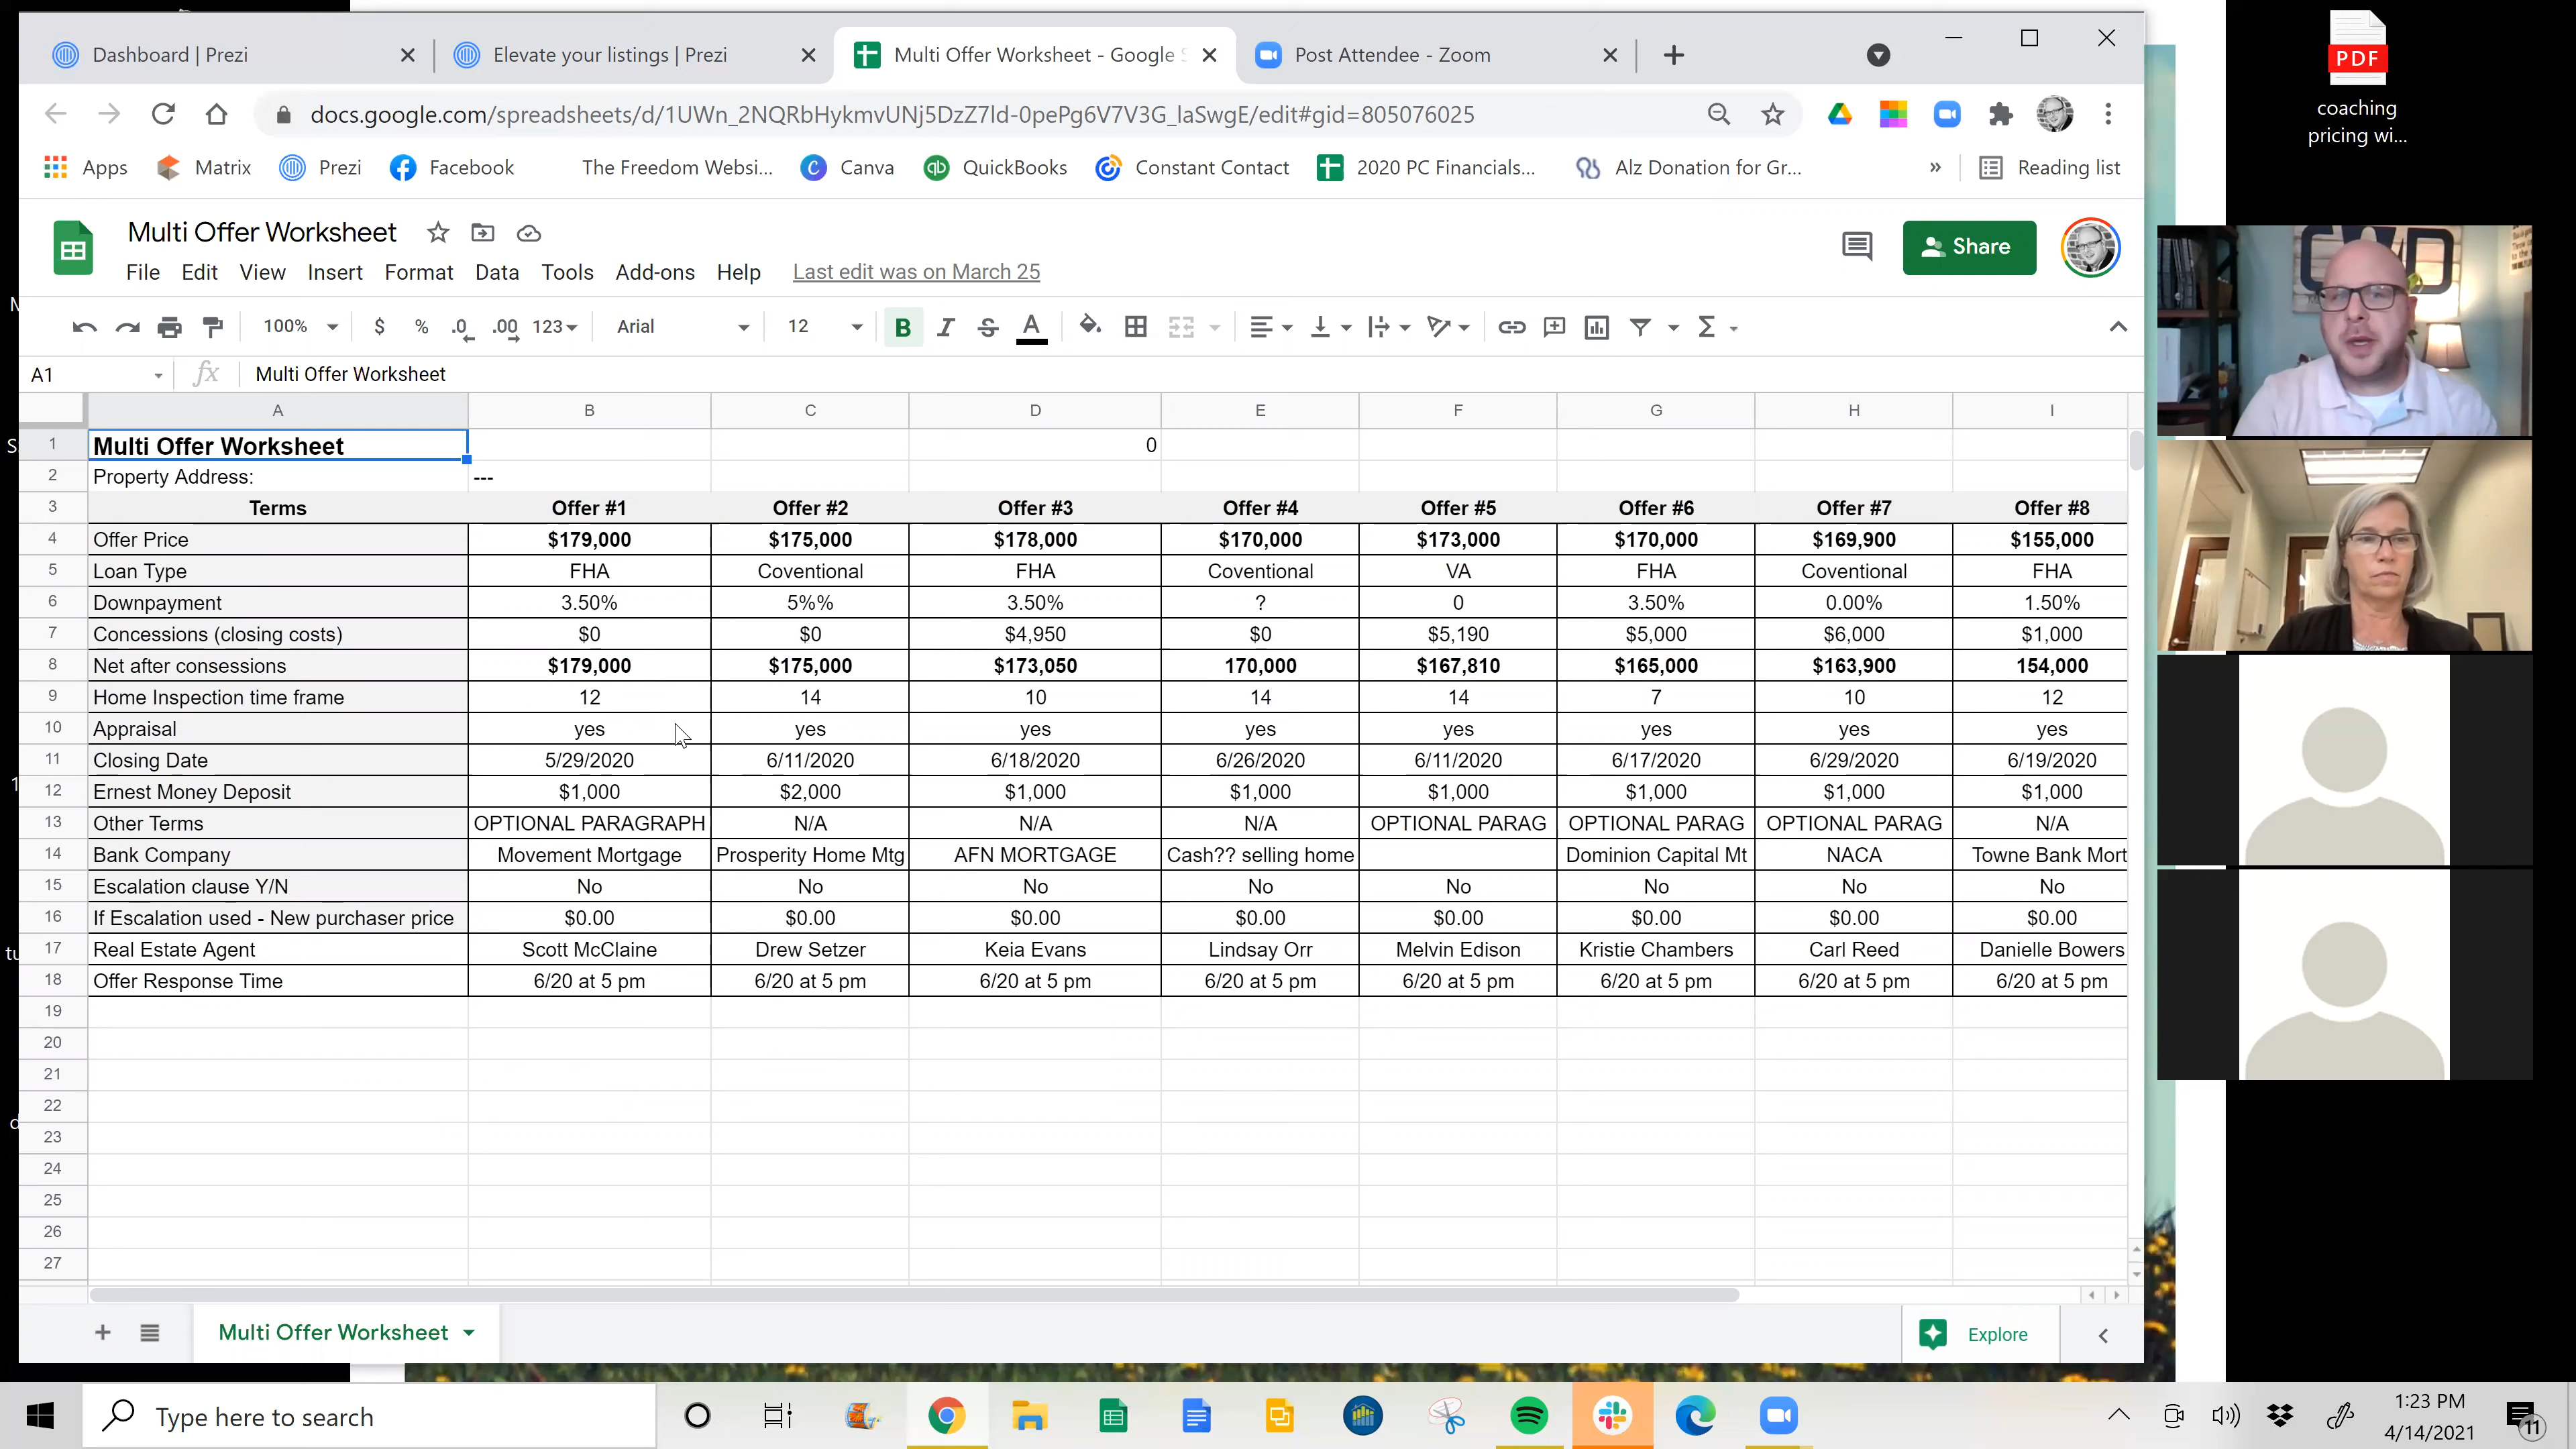 Dashboard | Prezi
Elevate your listings | Prezi
Multi Offer Worksheet - Google S
Post Attendee - Zoom
docs.google.com/spreadsheets/d/1UWn_2NQRbHykmvUNj5DzZ7ld-0pePg6V7V3G_laSwgE/edit#gid=805076025
Apps Matrix Prezi Facebook The Freedom Websi... Canva QuickBooks Constant Contact 2020 PC Financials... Alz Donation for Gr... » Reading list
Multi Offer Worksheet
Share
File Edit View Insert Format Data Tools Add-ons Help Last edit was on March 25
100% $ % .0 .00 123 Arial 12 B I S A Σ
A1 fx Multi Offer Worksheet
A B C D E F G H I
1 Multi Offer Worksheet 0
2 Property Address: ---
3 Terms Offer #1 Offer #2 Offer #3 Offer #4 Offer #5 Offer #6 Offer #7 Offer #8
4 Offer Price $179,000 $175,000 $178,000 $170,000 $173,000 $170,000 $169,900 $155,000
5 Loan Type FHA Coventional FHA Coventional VA FHA Coventional FHA
6 Downpayment 3.50% 5%% 3.50% ? 0 3.50% 0.00% 1.50%
7 Concessions (closing costs) $0 $0 $4,950 $0 $5,190 $5,000 $6,000 $1,000
8 Net after consessions $179,000 $175,000 $173,050 170,000 $167,810 $165,000 $163,900 154,000
9 Home Inspection time frame 12 14 10 14 14 7 10 12
10 Appraisal yes yes yes yes yes yes yes yes
11 Closing Date 5/29/2020 6/11/2020 6/18/2020 6/26/2020 6/11/2020 6/17/2020 6/29/2020 6/19/2020
12 Ernest Money Deposit $1,000 $2,000 $1,000 $1,000 $1,000 $1,000 $1,000 $1,000
13 Other Terms OPTIONAL PARAGRAPH N/A N/A N/A OPTIONAL PARAG OPTIONAL PARAG OPTIONAL PARAG N/A
14 Bank Company Movement Mortgage Prosperity Home Mtg AFN MORTGAGE Cash?? selling home Dominion Capital Mt NACA Towne Bank Mort
15 Escalation clause Y/N No No No No No No No No
16 If Escalation used - New purchaser price $0.00 $0.00 $0.00 $0.00 $0.00 $0.00 $0.00 $0.00
17 Real Estate Agent Scott McClaine Drew Setzer Keia Evans Lindsay Orr Melvin Edison Kristie Chambers Carl Reed Danielle Bowers
18 Offer Response Time 6/20 at 5 pm 6/20 at 5 pm 6/20 at 5 pm 6/20 at 5 pm 6/20 at 5 pm 6/20 at 5 pm 6/20 at 5 pm 6/20 at 5 pm
19
20
21
22
23
24
25
26
27
Multi Offer Worksheet
Explore
PDF
coaching
pricing wi...
Type here to search
1:23 PM
4/14/2021
11